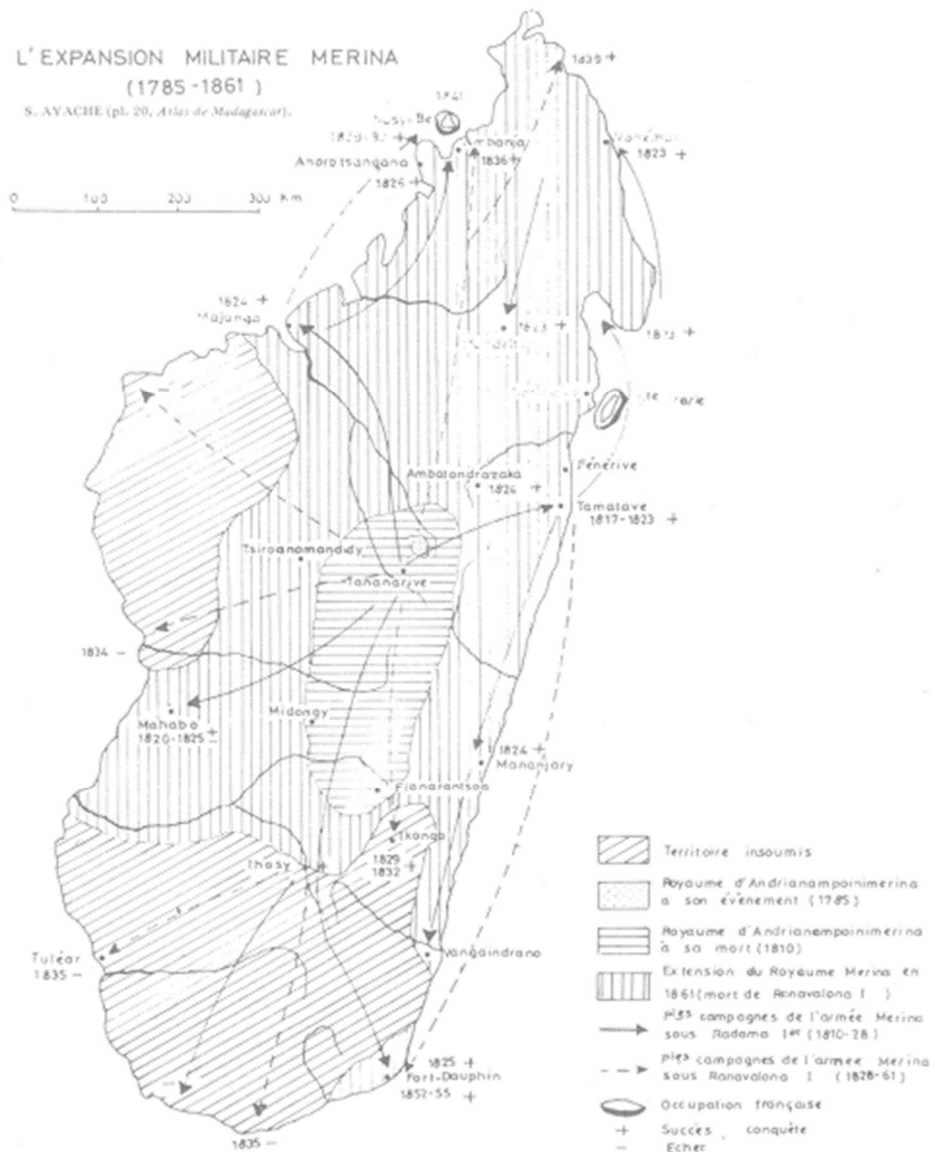 L'EXPANSION MILITAIRE MERINA
(1785-1861)
S. AYACHE (pl. 20, Atlas de Madagascar).
0 100 200 300 Km
1841
Nosy-Be
+
Anorotsangana
1826 +
Ambanja
1836 +
+
1823 +
1824 +
Majunga
+
+
Ste Marie
Fénérive
Ambatondrazaka
1824 +
Tamatave
1817-1823 +
Tsiroanomandidy
Tananarive
1834 -
Mahabo
1820-1825 +
-
Midongy
1824 +
Mananjary
Fianarantsoa
Ikongo
1829
1832 +
Ihosy +
Tuléar
1835 -
Vangaindrano
1825 +
Fort-Dauphin
1852-55 +
-
1835 -
Territoire insoumis
Royaume d'Andrianampoinimerina
a son évènement (1785)
Royaume d'Andrianampoinimerina
à sa mort (1810)
Extension du Royaume Merina en
1861 (mort de Ranavalona I )
ples campagnes de l'armée Merina
sous Radama Ier (1810-28)
ples campagnes de l'armée Merina
sous Ranavalona I (1828-61)
Occupation française
+ Succès, conquête
- Echec